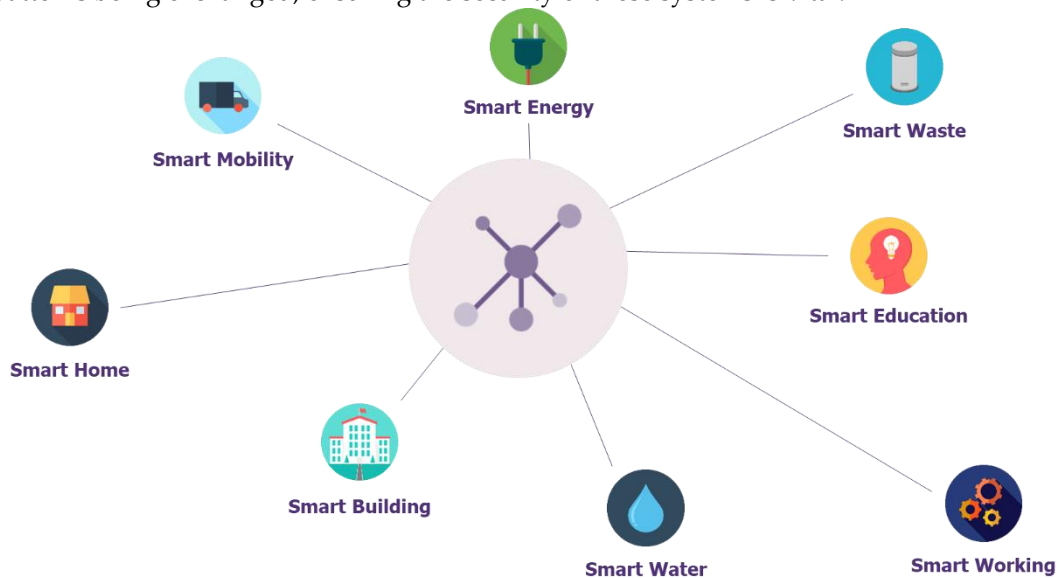 Smart Energy
Smart Waste
Smart Mobility
Smart Education
Smart Home
Smart Building
Smart Water
Smart Working